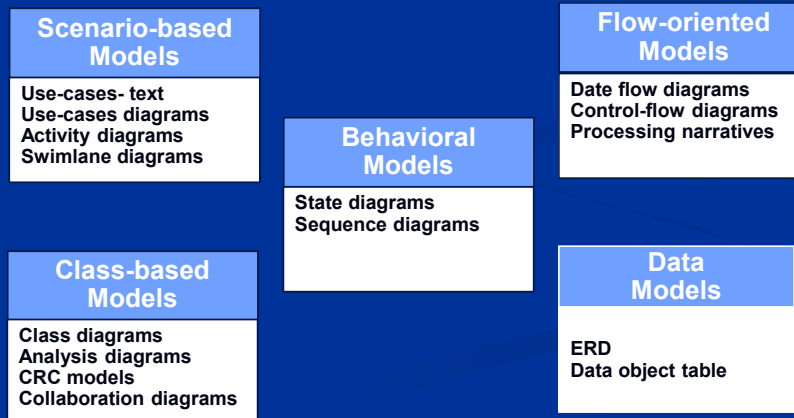 Scenario-based
Models
Use-cases- text
Use-cases diagrams
Activity diagrams
Swimlane diagrams
Flow-oriented
Models
Date flow diagrams
Control-flow diagrams
Processing narratives
Behavioral
Models
State diagrams
Sequence diagrams
Class-based
Models
Class diagrams
Analysis diagrams
CRC models
Collaboration diagrams
Data
Models
ERD
Data object table